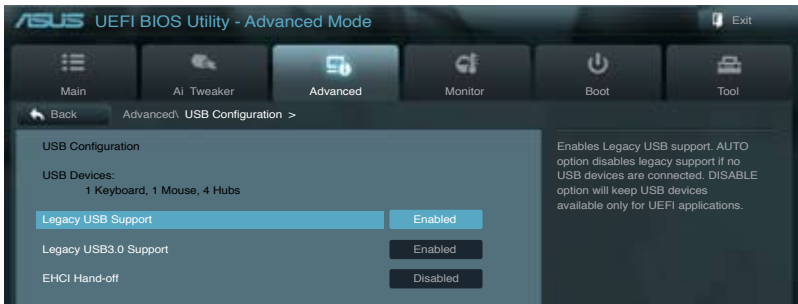 ASUS UEFI BIOS Utility - Advanced Mode
Exit
Main
Ai Tweaker
Advanced
Monitor
Boot
Tool
Back
Advanced\ USB Configuration >
USB Configuration
USB Devices:
1 Keyboard, 1 Mouse, 4 Hubs
Legacy USB Support Enabled
Legacy USB3.0 Support Enabled
EHCI Hand-off Disabled
Enables Legacy USB support. AUTO
option disables legacy support if no
USB devices are connected. DISABLE
option will keep USB devices
available only for UEFI applications.